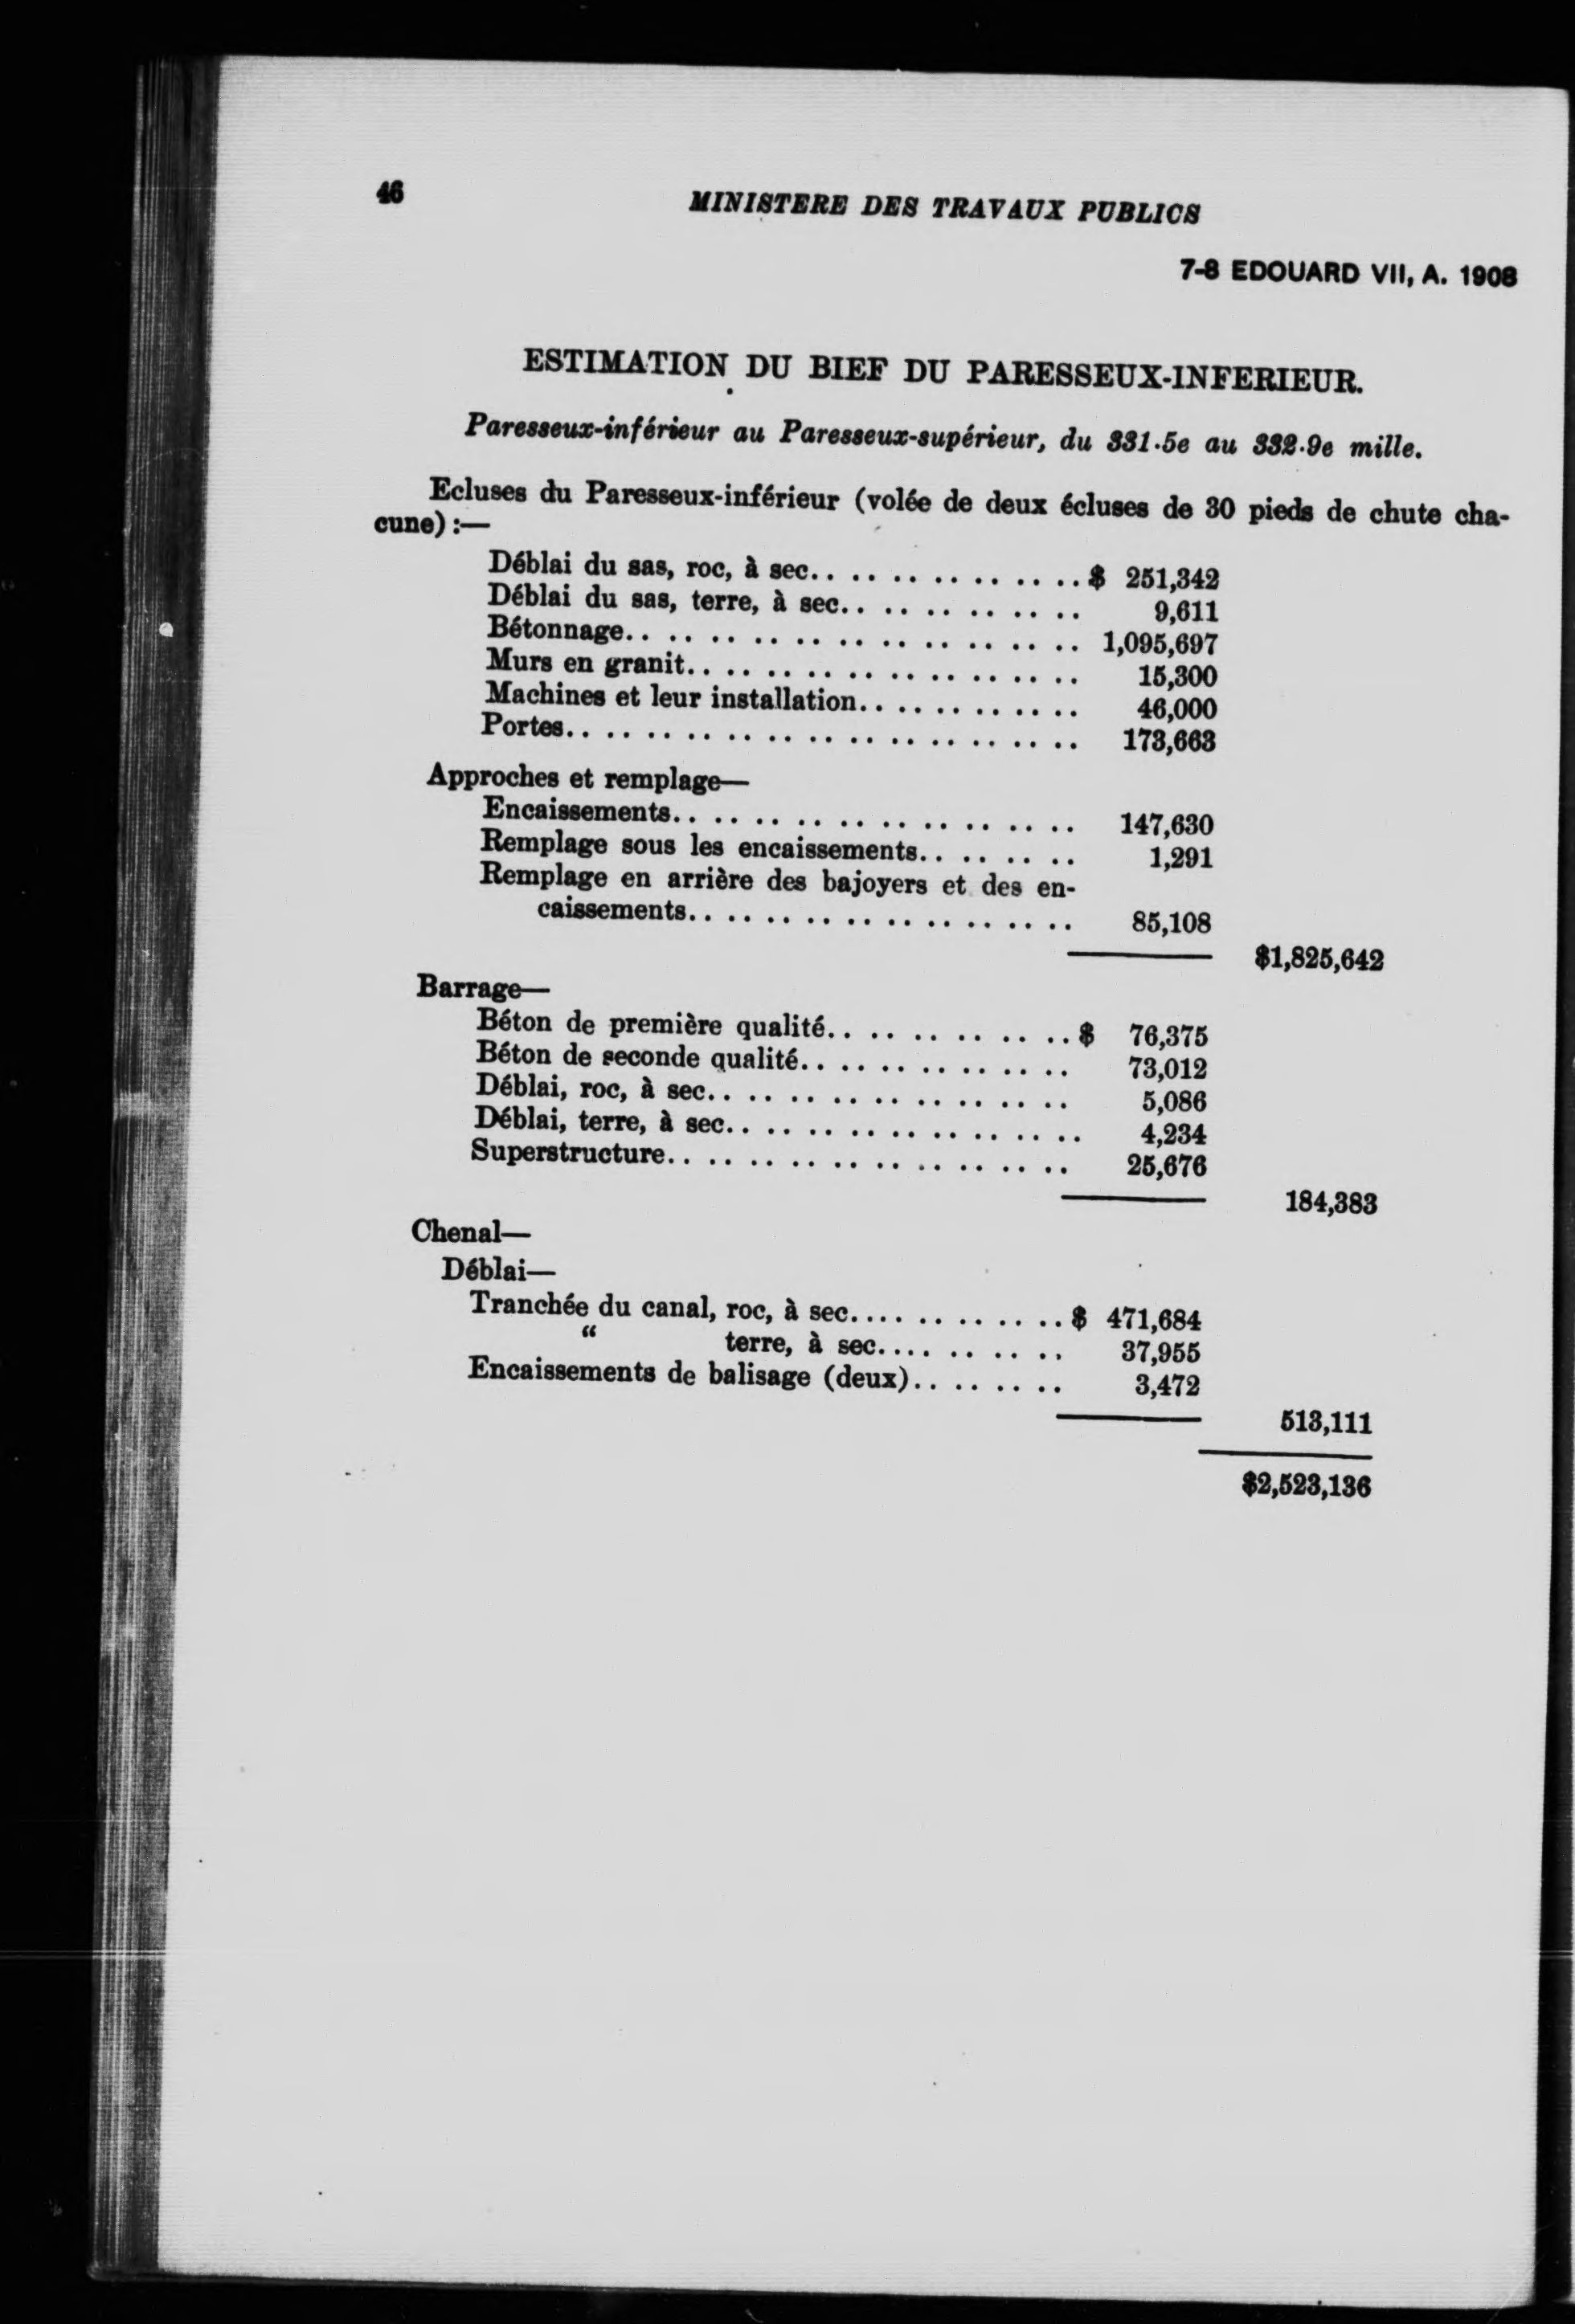 46
MINISTERE DES TRAVAUX PUBLICS
7-8 EDOUARD VII, A. 1908
ESTIMATION DU BIEF DU PARESSEUX-INFERIEUR.
Paresseux-inférieur au Paresseux-supérieur, du 331.5e au 332.9e mille.
Ecluses du Paresseux-inférieur (volée de deux écluses de 30 pieds de chute cha-
cune) :—
Déblai du sas, roc, à sec.. .. .. .. .. .. ..$ 251,342
Déblai du sas, terre, à sec.. .. .. .. .. .. 9,611
Bétonnage.. .. .. .. .. .. .. .. .. .. .. 1,095,697
Murs en granit.. .. .. .. .. .. .. .. .. .. 15,300
Machines et leur installation.. .. .. .. .. .. 46,000
Portes.. .. .. .. .. .. .. .. .. .. .. .. .. 173,663
Approches et remplage—
Encaissements.. .. .. .. .. .. .. .. .. .. 147,630
Remplage sous les encaissements.. .. .. .. 1,291
Remplage en arrière des bajoyers et des en-
caissements.. .. .. .. .. .. .. .. .. .. 85,108
$1,825,642
Barrage—
Béton de première qualité.. .. .. .. .. ..$ 76,375
Béton de seconde qualité.. .. .. .. .. .. .. 73,012
Déblai, roc, à sec.. .. .. .. .. .. .. .. .. 5,086
Déblai, terre, à sec.. .. .. .. .. .. .. .. .. 4,234
Superstructure.. .. .. .. .. .. .. .. .. .. 25,676
184,383
Chenal—
Déblai—
Tranchée du canal, roc, à sec.... .. .. .. .. ..$ 471,684
“ terre, à sec.... .. .. .. .. 37,955
Encaissements de balisage (deux).. .. .. .. 3,472
513,111
$2,523,136